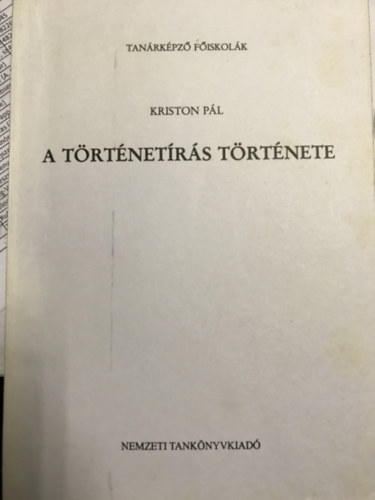 TANÁRKÉPZŐ FŐISKOLÁK
KRISTON PÁL
A TÖRTÉNETÍRÁS TÖRTÉNETE
NEMZETI TANKÖNYVKIADÓ